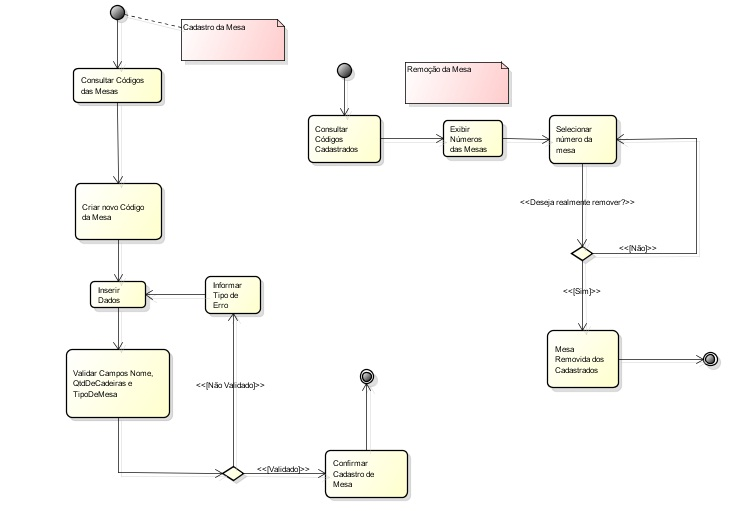 Cadastro da Mesa
Consultar Códigos
das Mesas
Criar novo Código
da Mesa
Inserir
Dados
Informar
Tipo de
Erro
Validar Campos Nome,
QtdDeCadeiras e
TipoDeMesa
<<[Não Validado]>>
<<[Validado]>>
Confirmar
Cadastro de
Mesa
Remoção da Mesa
Consultar
Códigos
Cadastrados
Exibir
Números
das Mesas
Selecionar
número da
mesa
<<Deseja realmente remover?>>
<<[Não]>>
<<[Sim]>>
Mesa
Removida dos
Cadastrados